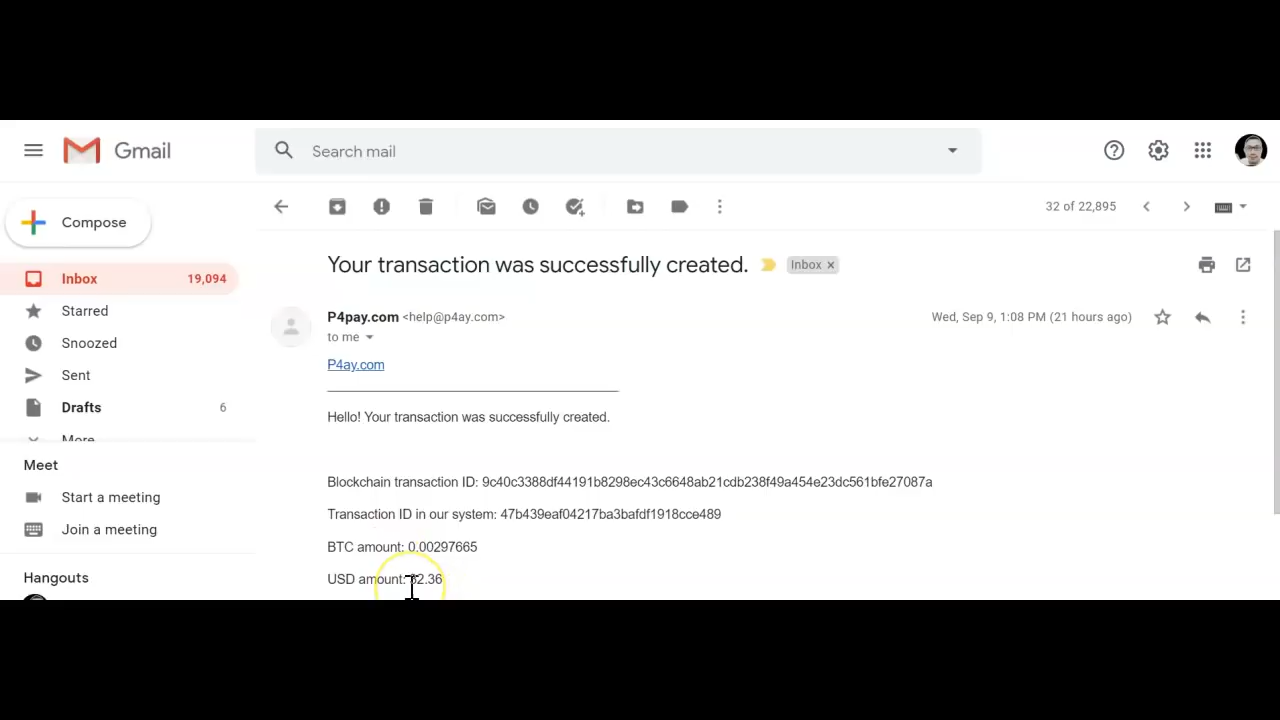 Gmail
Search mail
Compose
32 of 22,895
Inbox 19,094
Starred
Snoozed
Sent
Drafts 6
More
Meet
Start a meeting
Join a meeting
Hangouts
Your transaction was successfully created.
Inbox x
P4pay.com <help@p4ay.com>
Wed, Sep 9, 1:08 PM (21 hours ago)
to me
P4ay.com
Hello! Your transaction was successfully created.
Blockchain transaction ID: 9c40c3388df44191b8298ec43c6648ab21cdb238f49a454e23dc561bfe27087a
Transaction ID in our system: 47b439eaf04217ba3bafdf1918cce489
BTC amount: 0.00297665
USD amount: 32.36